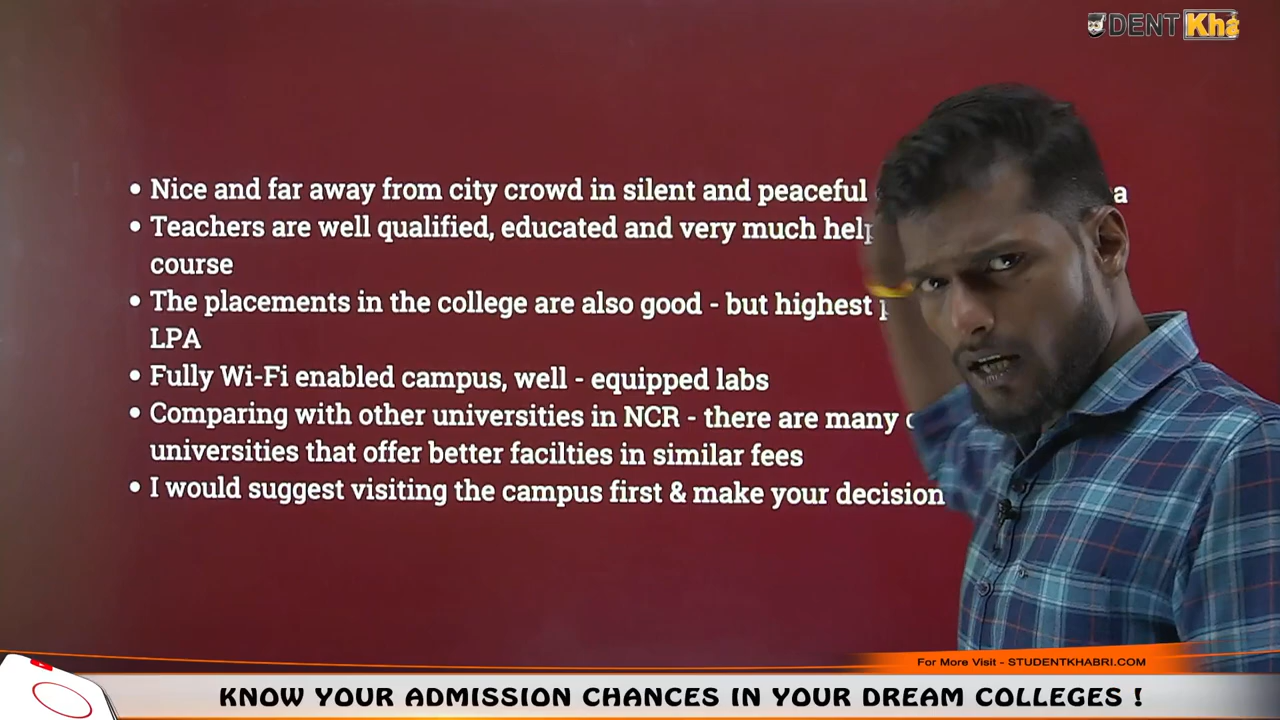 DENT Kha
• Nice and far away from city crowd in silent and peaceful
• Teachers are well qualified, educated and very much
course
• The placements in the college are also good - but highest
LPA
• Fully Wi-Fi enabled campus, well - equipped labs
• Comparing with other universities in NCR - there are many
universities that offer better facilties in similar fees
• I would suggest visiting the campus first & make your decision
For More Visit - STUDENTKHABRI.COM
KNOW YOUR ADMISSION CHANCES IN YOUR DREAM COLLEGES !